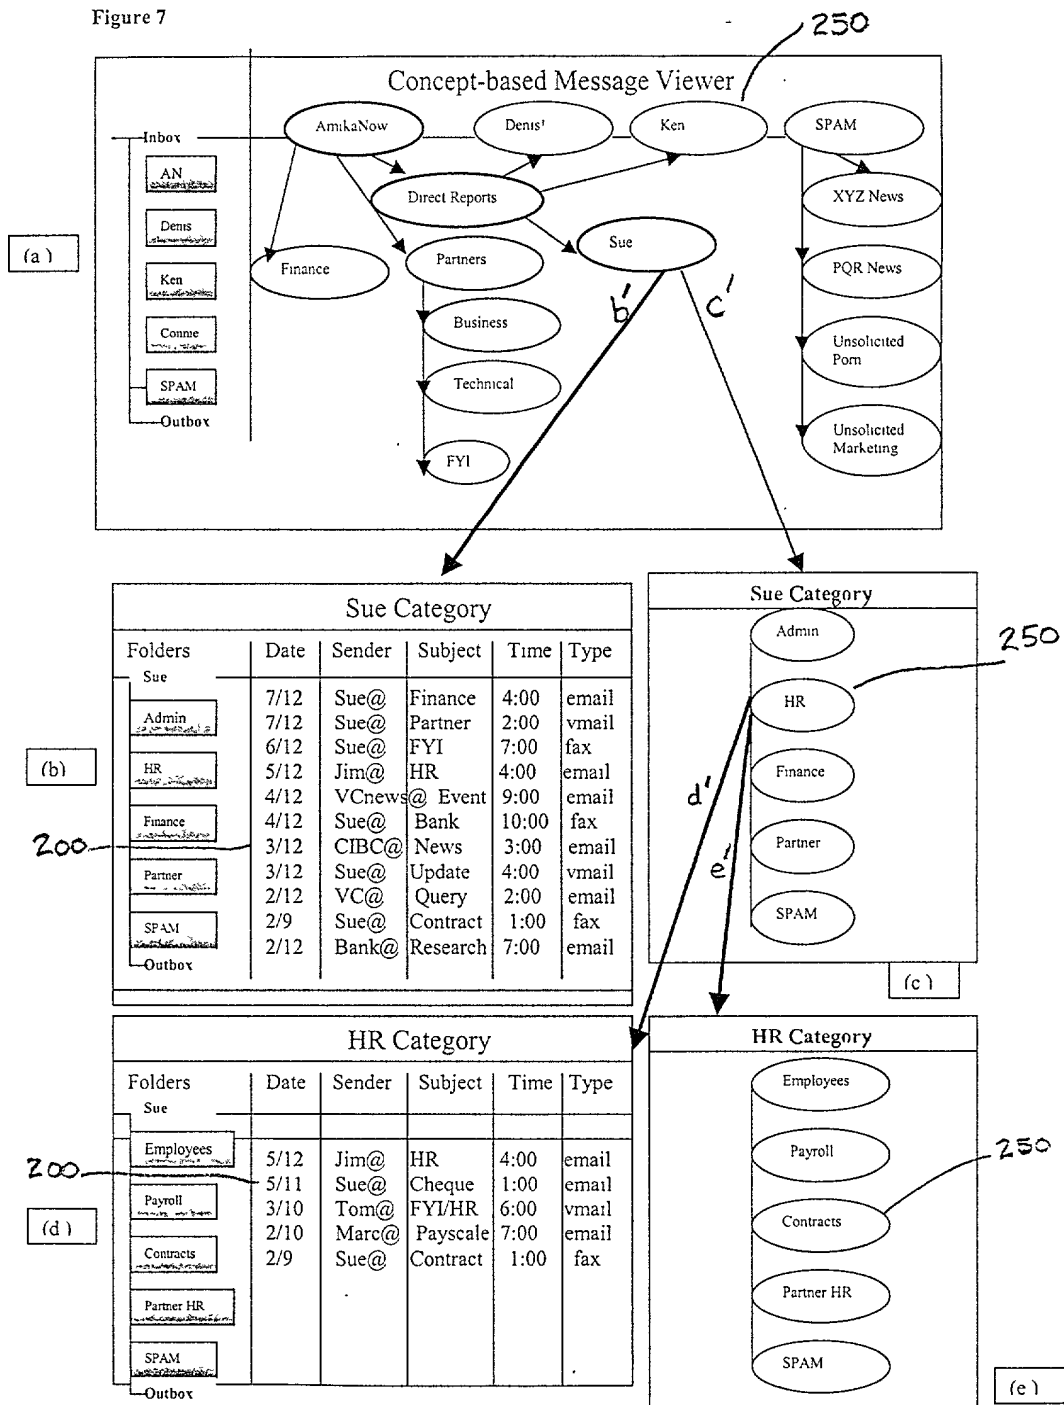 Figure 7
250
Concept-based Message Viewer
Inbox
AN
Denis
Ken
Connie
SPAM
Outbox
AmikaNow
Denis'
Ken
SPAM
Direct Reports
XYZ News
Sue
Finance
Partners
PQR News
Business
Unsolicited
Porn
Technical
Unsolicited
Marketing
FYI
(a)
b'
c'
Sue Category
Folders Date Sender Subject Time Type
Sue
Admin
HR
Finance
Partner
SPAM
Outbox
7/12 Sue@ Finance 4:00 email
7/12 Sue@ Partner 2:00 vmail
6/12 Sue@ FYI 7:00 fax
5/12 Jim@ HR 4:00 email
4/12 VCnews@ Event 9:00 email
4/12 Sue@ Bank 10:00 fax
3/12 CIBC@ News 3:00 email
3/12 Sue@ Update 4:00 vmail
2/12 VC@ Query 2:00 email
2/9 Sue@ Contract 1:00 fax
2/12 Bank@ Research 7:00 email
(b)
200
Sue Category
Admin
HR
Finance
Partner
SPAM
250
(c)
d'
e'
HR Category
Folders Date Sender Subject Time Type
Sue
Employees
Payroll
Contracts
Partner HR
SPAM
Outbox
5/12 Jim@ HR 4:00 email
5/11 Sue@ Cheque 1:00 email
3/10 Tom@ FYI/HR 6:00 vmail
2/10 Marc@ Payscale 7:00 email
2/9 Sue@ Contract 1:00 fax
200
(d)
HR Category
Employees
Payroll
Contracts
Partner HR
SPAM
250
(e)